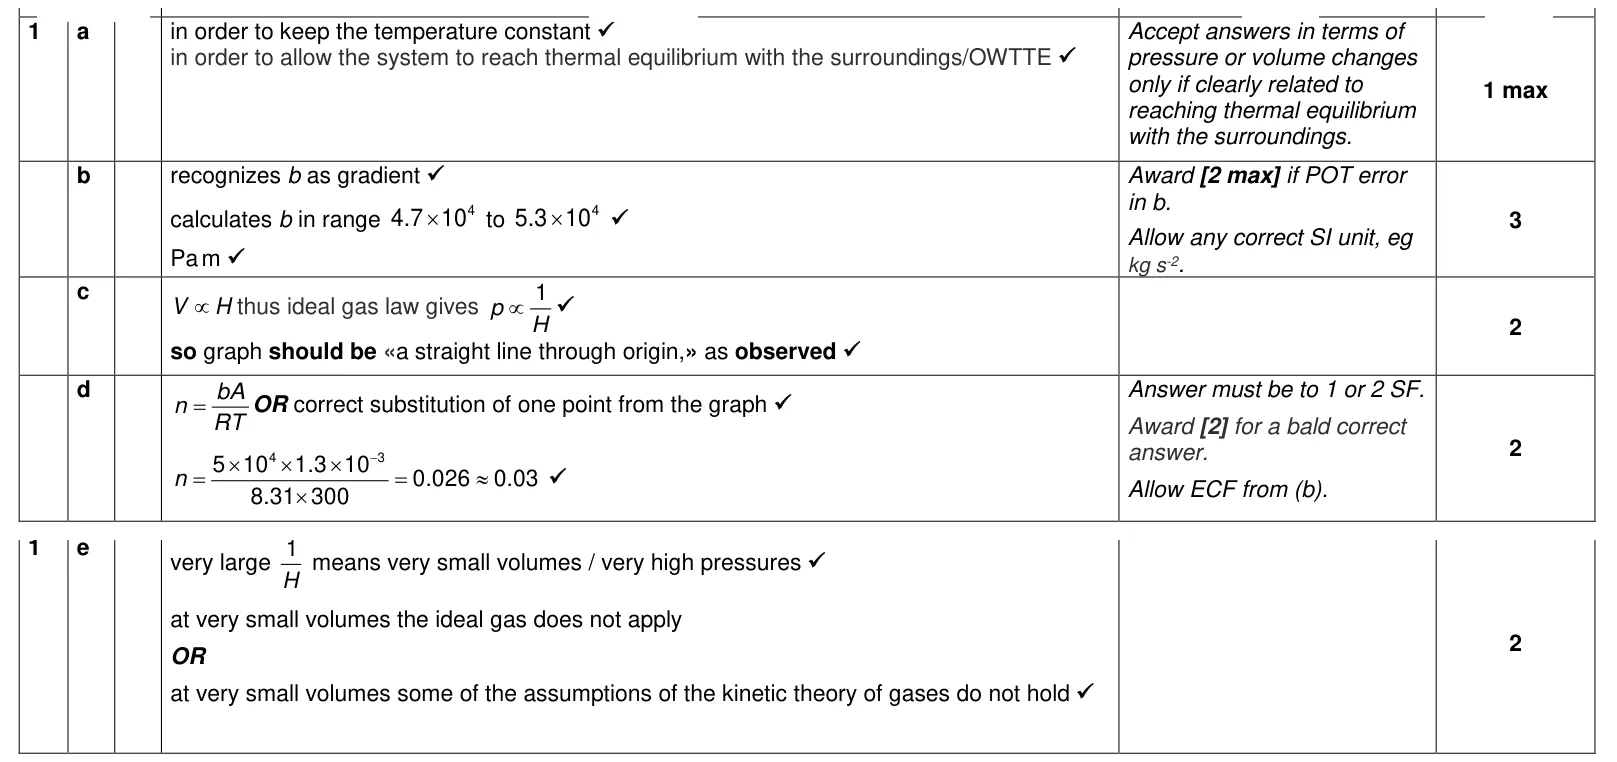 1 a in order to keep the temperature constant ✓
in order to allow the system to reach thermal equilibrium with the surroundings/OWTTE ✓
Accept answers in terms of
pressure or volume changes
only if clearly related to
reaching thermal equilibrium
with the surroundings.
1 max
b recognizes b as gradient ✓
calculates b in range 4.7×10⁴ to 5.3×10⁴ ✓
Pa m ✓
Award [2 max] if POT error
in b.
Allow any correct SI unit, eg
kg s⁻².
3
c V ∝ H thus ideal gas law gives p ∝ 1/H ✓
so graph should be «a straight line through origin,» as observed ✓
2
d n = bA/RT OR correct substitution of one point from the graph ✓
n = 5×10⁴×1.3×10⁻³/8.31×300 = 0.026 ≈ 0.03 ✓
Answer must be to 1 or 2 SF.
Award [2] for a bald correct
answer.
Allow ECF from (b).
2
1 e very large 1/H means very small volumes / very high pressures ✓
at very small volumes the ideal gas does not apply
OR
at very small volumes some of the assumptions of the kinetic theory of gases do not hold ✓
2